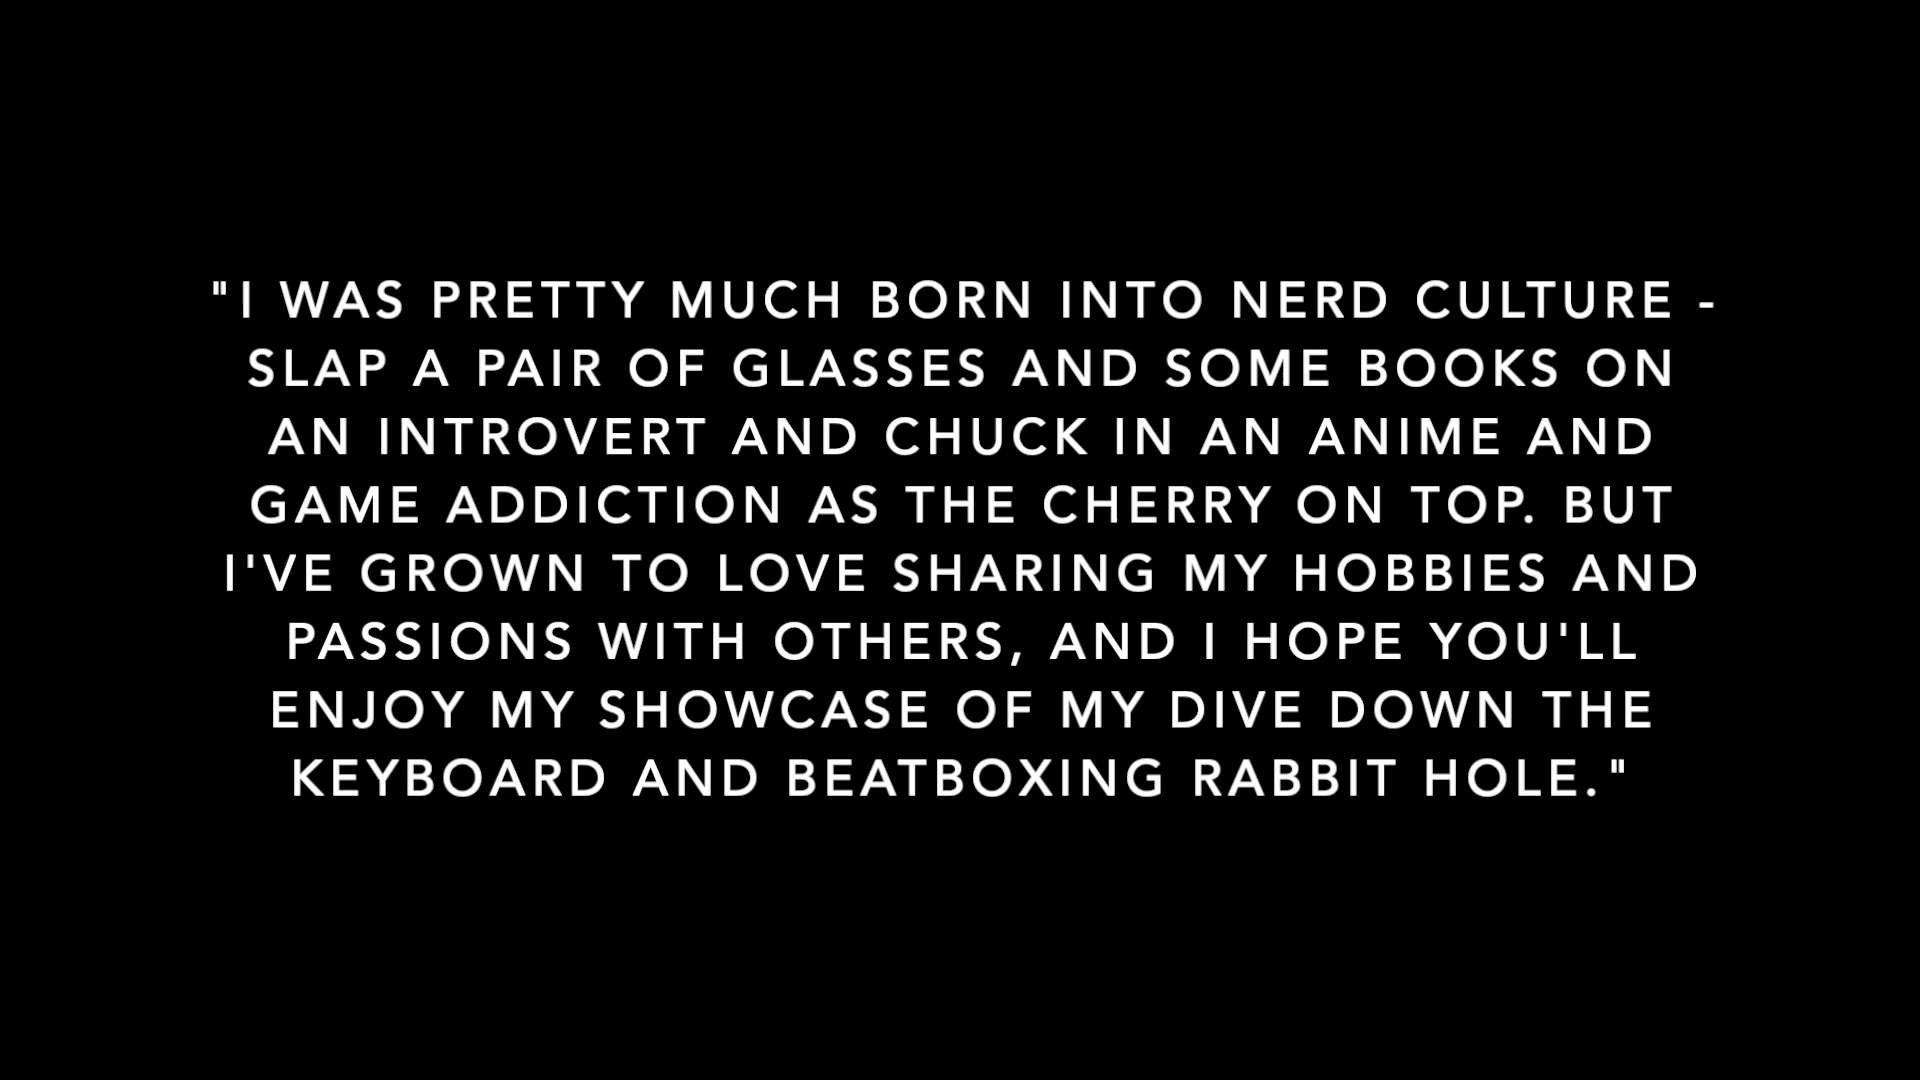 "I WAS PRETTY MUCH BORN INTO NERD CULTURE -
SLAP A PAIR OF GLASSES AND SOME BOOKS ON
AN INTROVERT AND CHUCK IN AN ANIME AND
GAME ADDICTION AS THE CHERRY ON TOP. BUT
I'VE GROWN TO LOVE SHARING MY HOBBIES AND
PASSIONS WITH OTHERS, AND I HOPE YOU'LL
ENJOY MY SHOWCASE OF MY DIVE DOWN THE
KEYBOARD AND BEATBOXING RABBIT HOLE."